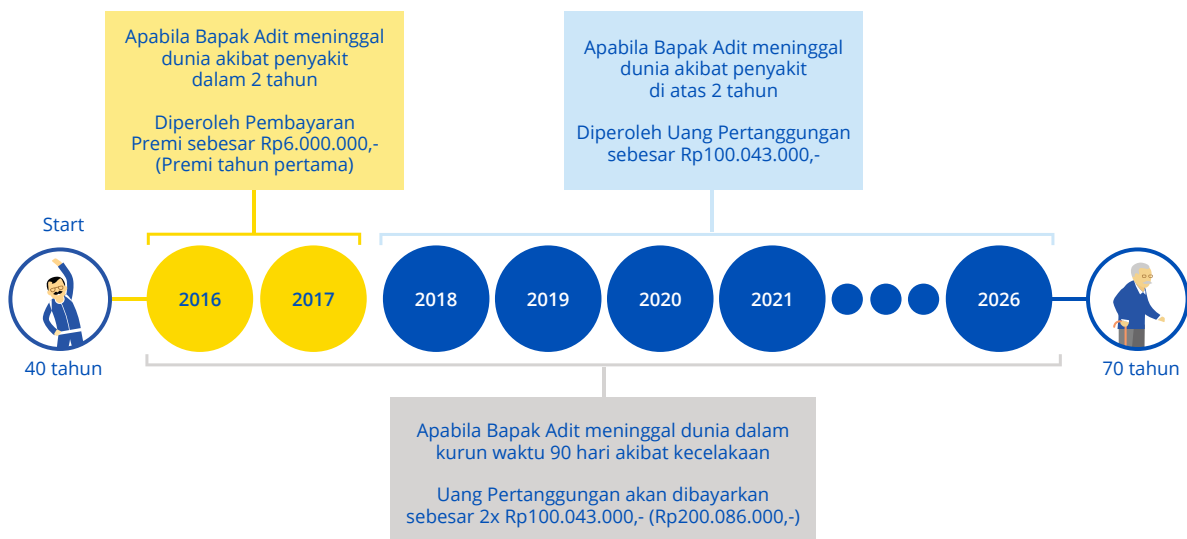 Apabila Bapak Adit meninggal
dunia akibat penyakit
dalam 2 tahun
Diperoleh Pembayaran
Premi sebesar Rp6.000.000,-
(Premi tahun pertama)
Apabila Bapak Adit meninggal
dunia akibat penyakit
di atas 2 tahun
Diperoleh Uang Pertanggungan
sebesar Rp100.043.000,-
Start
2016
2017
2018
2019
2020
2021
2026
40 tahun
70 tahun
Apabila Bapak Adit meninggal dunia dalam
kurun waktu 90 hari akibat kecelakaan
Uang Pertanggungan akan dibayarkan
sebesar 2x Rp100.043.000,- (Rp200.086.000,-)